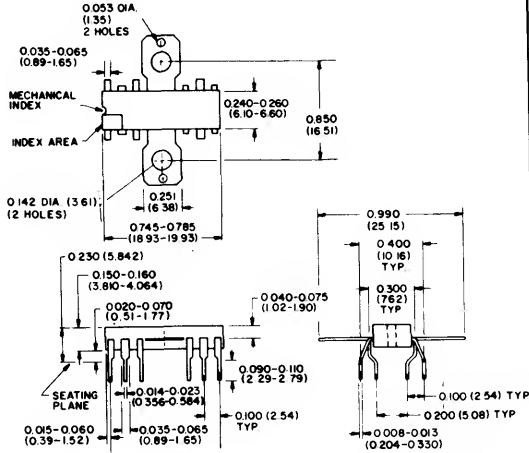 0.053 DIA.
(1.35)
2 HOLES
0.035-0.065
(0.89-1.65)
MECHANICAL
INDEX
INDEX AREA
0.240-0.260
(6.10-6.60)
0.850
(16.51)
0.142 DIA. (3.61)
(2 HOLES)
0.251
(6.38)
0.745-0.785
(18.93-19.93)
0.990
(25.15)
0.400
(10.16)
TYP.
0.300
(7.62)
TYP.
0.230 (5.842)
0.150-0.160
(3.810-4.064)
0.020-0.070
(0.51-1.77)
0.040-0.075
(1.02-1.90)
SEATING
PLANE
0.014-0.023
(0.356-0.584)
0.090-0.110
(2.29-2.79)
0.015-0.060
(0.39-1.52)
0.035-0.065
(0.89-1.65)
0.100 (2.54)
TYP
0.100 (2.54)
TYP
0.200 (5.08) TYP
0.008-0.013
(0.204-0.330)